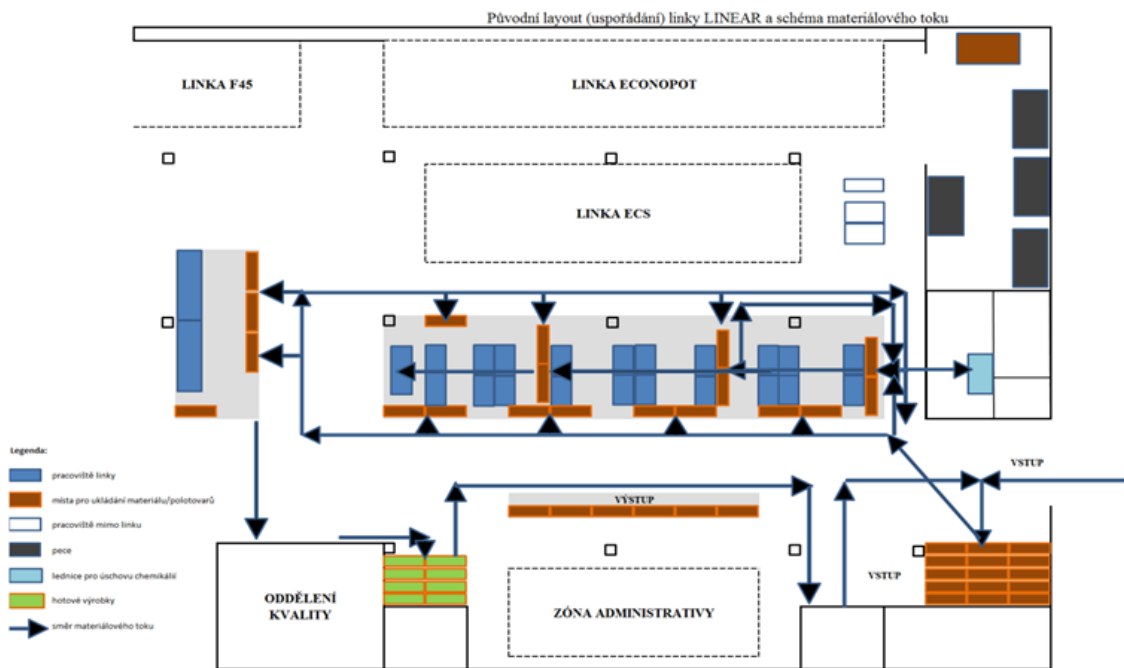 Původní layout (uspořádání) linky LINEAR a schéma materiálového toku
LINKA F45
LINKA ECONOPOT
LINKA ECS
Legenda:
pracoviště linky
místa pro ukládání materiálu/polotovarů
pracoviště mimo linku
pece
lednice pro úschovu chemikálií
hotové výrobky
směr materiálového toku
VSTUP
VÝSTUP
VSTUP
ODDĚLENÍ
KVALITY
ZÓNA ADMINISTRATIVY